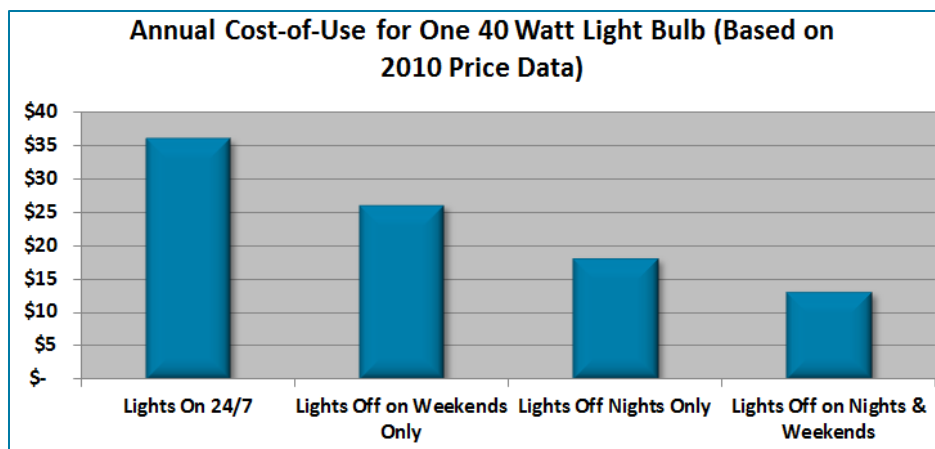 Annual Cost-of-Use for One 40 Watt Light Bulb (Based on
2010 Price Data)
$40
$35
$30
$25
$20
$15
$10
$5
$-
Lights On 24/7
Lights Off on Weekends
Only
Lights Off Nights Only
Lights Off on Nights &
Weekends